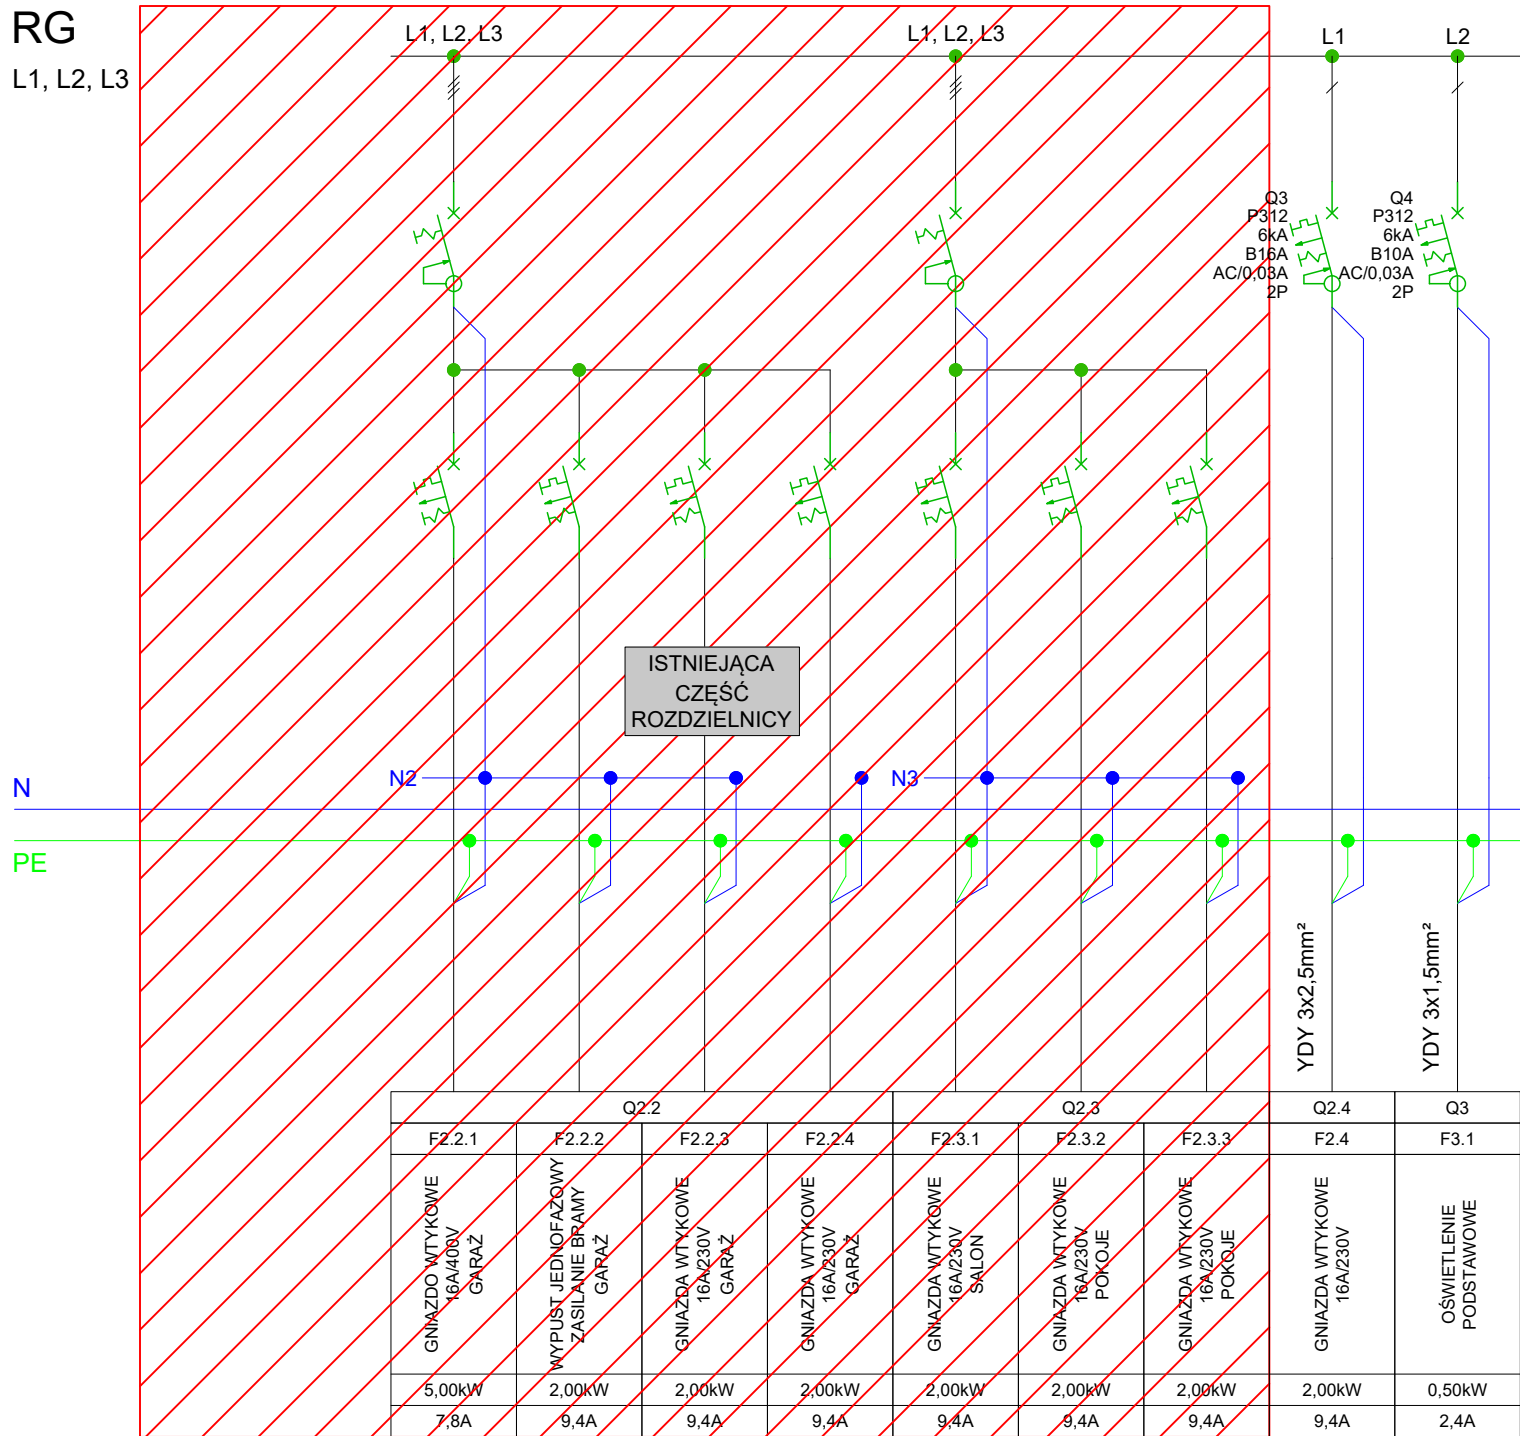 RG
L1, L2, L3
L1, L2, L3
L1, L2, L3
L1
L2
Q3
P312
6kA
B16A
AC/0,03A
2P
Q4
P312
6kA
B10A
AC/0,03A
2P
ISTNIEJĄCA
CZĘŚĆ
ROZDZIELNICY
N2
N3
N
PE
YDY 3x2,5mm²
YDY 3x1,5mm²
Q2.2
Q2.3
Q2.4
Q3
F2.2.1
F2.2.2
F2.2.3
F2.2.4
F2.3.1
F2.3.2
F2.3.3
F2.4
F3.1
GNIAZDO WTYKOWE
16A/400V
GARAŻ
WYPUST JEDNOFAZOWY
ZASILANIE BRAMY
GARAŻ
GNIAZDA WTYKOWE
16A/230V
GARAŻ
GNIAZDA WTYKOWE
16A/230V
GARAŻ
GNIAZDA WTYKOWE
16A/230V
SALON
GNIAZDA WTYKOWE
16A/230V
POKOJE
GNIAZDA WTYKOWE
16A/230V
POKOJE
GNIAZDA WTYKOWE
16A/230V
OŚWIETLENIE
PODSTAWOWE
5,00kW
2,00kW
2,00kW
2,00kW
2,00kW
2,00kW
2,00kW
2,00kW
0,50kW
7,8A
9,4A
9,4A
9,4A
9,4A
9,4A
9,4A
9,4A
2,4A